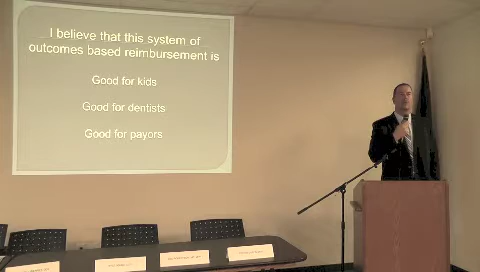 I believe that this system of
outcomes based reimbursement is
Good for kids
Good for dentists
Good for payors